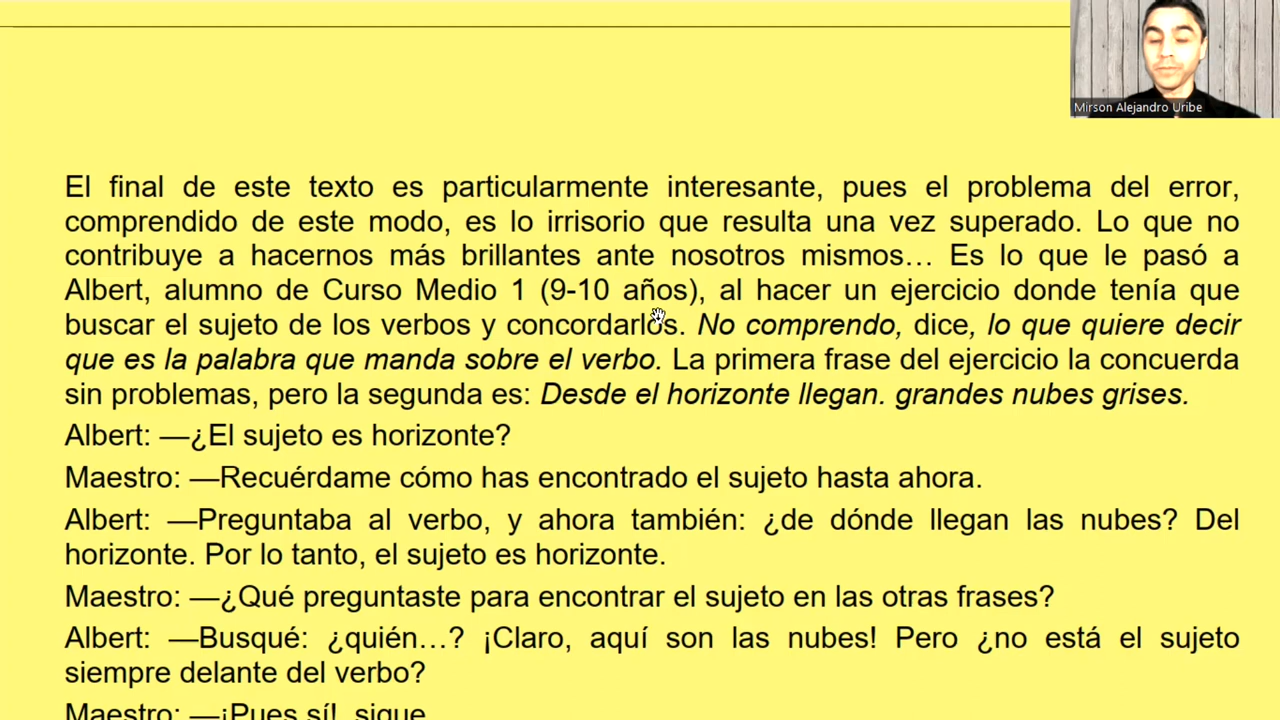 Mirson Alejandro Uribe
El final de este texto es particularmente interesante, pues el problema del error,
comprendido de este modo, es lo irrisorio que resulta una vez superado. Lo que no
contribuye a hacernos más brillantes ante nosotros mismos… Es lo que le pasó a
Albert, alumno de Curso Medio 1 (9-10 años), al hacer un ejercicio donde tenía que
buscar el sujeto de los verbos y concordarlos. No comprendo, dice, lo que quiere decir
que es la palabra que manda sobre el verbo. La primera frase del ejercicio la concuerda
sin problemas, pero la segunda es: Desde el horizonte llegan. grandes nubes grises.
Albert: —¿El sujeto es horizonte?
Maestro: —Recuérdame cómo has encontrado el sujeto hasta ahora.
Albert: —Preguntaba al verbo, y ahora también: ¿de dónde llegan las nubes? Del
horizonte. Por lo tanto, el sujeto es horizonte.
Maestro: —¿Qué preguntaste para encontrar el sujeto en las otras frases?
Albert: —Busqué: ¿quién…? ¡Claro, aquí son las nubes! Pero ¿no está el sujeto
siempre delante del verbo?
Maestro: —¡Pues sí!, sigue